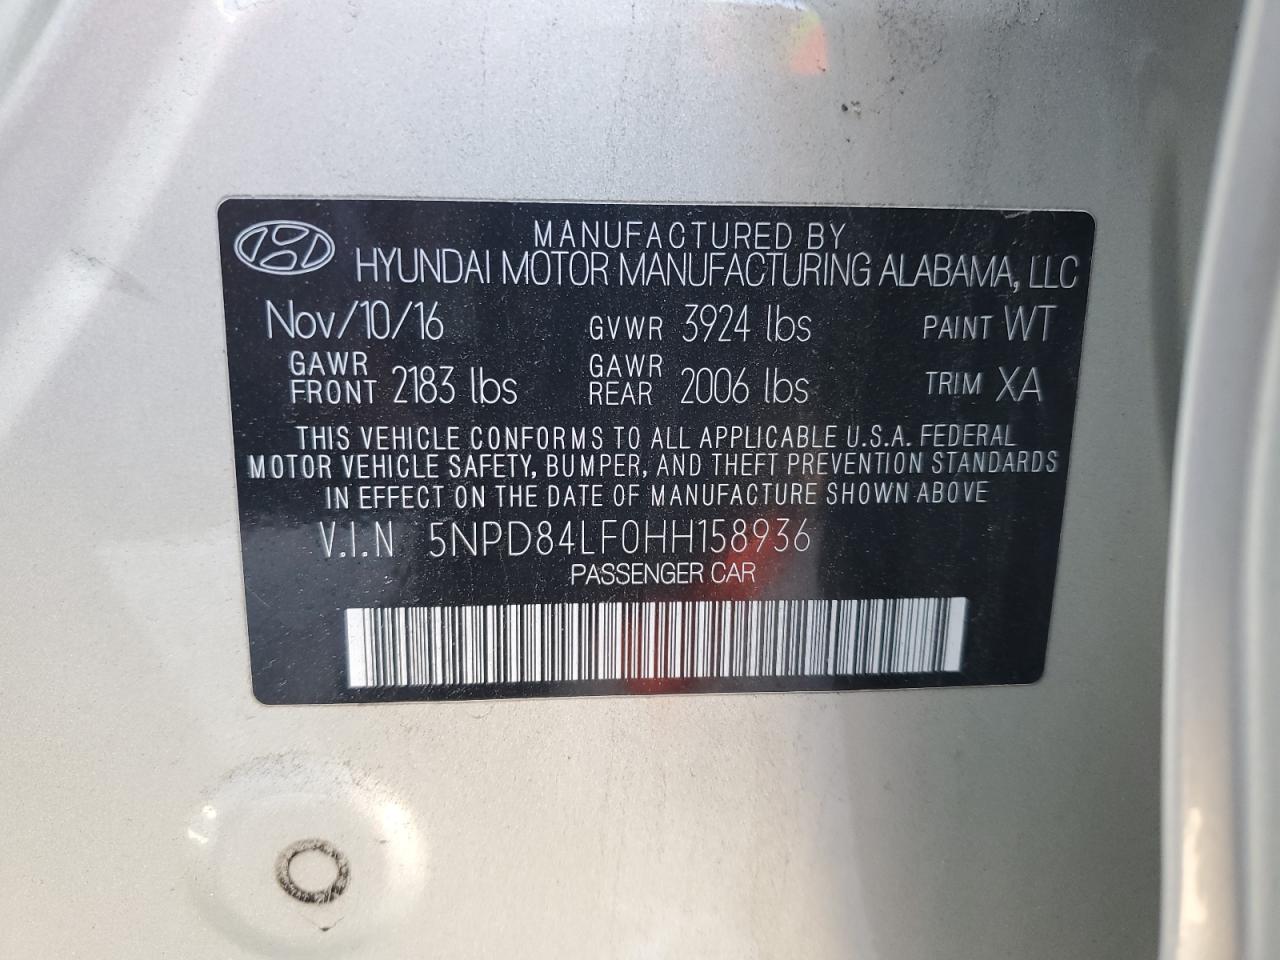 MANUFACTURED BY
HYUNDAI MOTOR MANUFACTURING ALABAMA, LLC
Nov/10/16 GVWR 3924 lbs PAINT WT
GAWR FRONT 2183 lbs GAWR REAR 2006 lbs TRIM XA
THIS VEHICLE CONFORMS TO ALL APPLICABLE U.S.A. FEDERAL
MOTOR VEHICLE SAFETY, BUMPER, AND THEFT PREVENTION STANDARDS
IN EFFECT ON THE DATE OF MANUFACTURE SHOWN ABOVE
V.I.N 5NPD84LF0HH158936
PASSENGER CAR